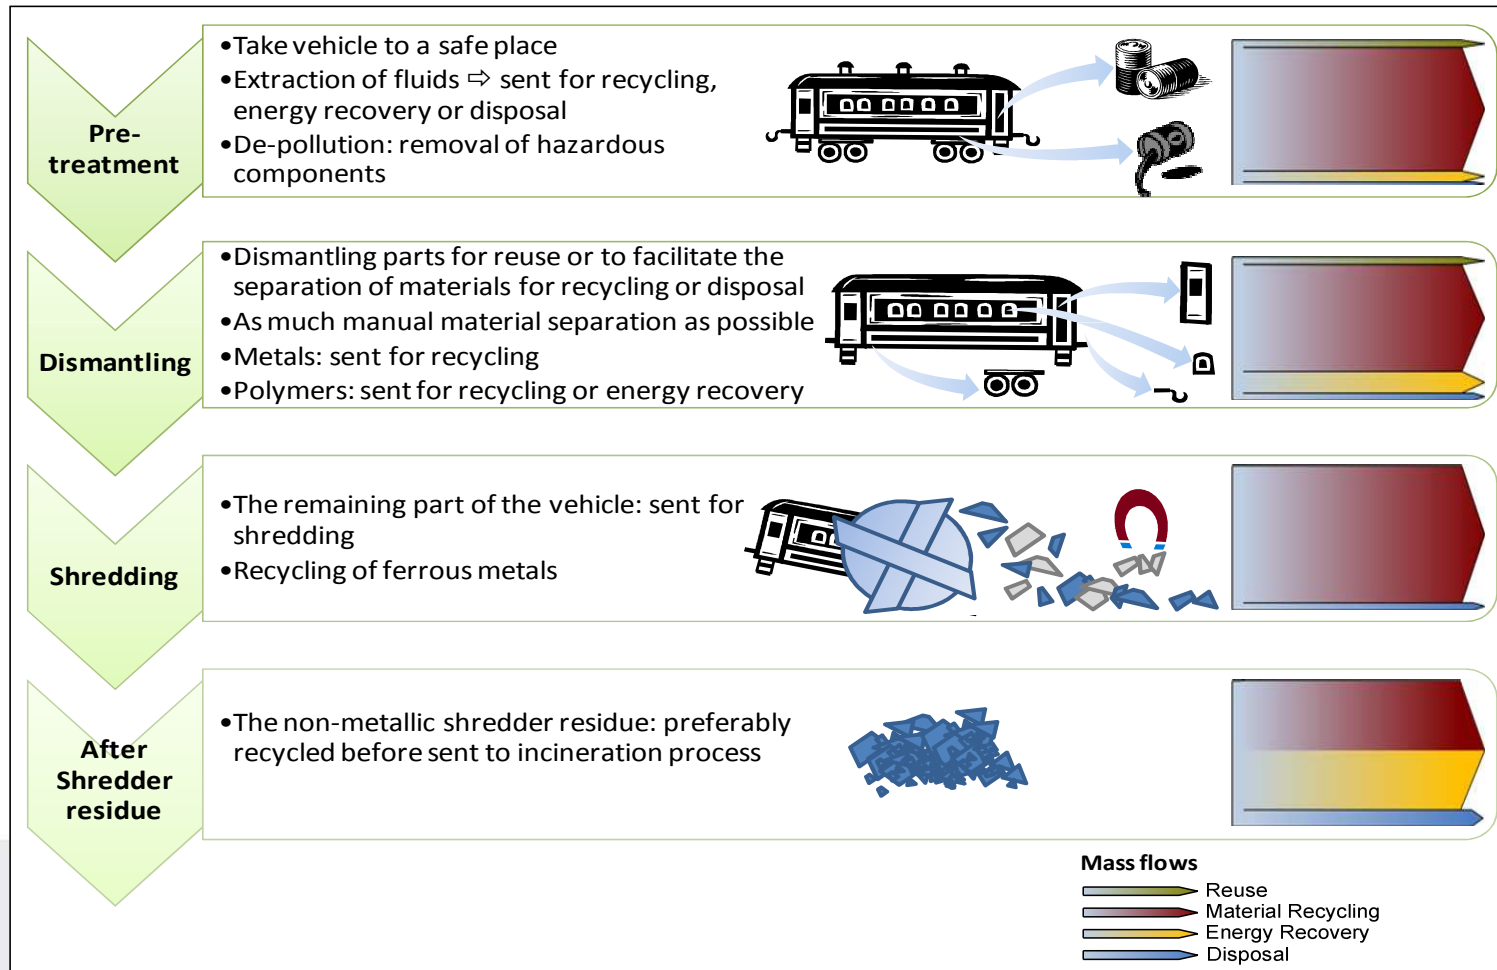 Pre-
treatment
•Take vehicle to a safe place
•Extraction of fluids ⇨ sent for recycling,
energy recovery or disposal
•De-pollution: removal of hazardous
components
Dismantling
•Dismantling parts for reuse or to facilitate the
separation of materials for recycling or disposal
•As much manual material separation as possible
•Metals: sent for recycling
•Polymers: sent for recycling or energy recovery
Shredding
•The remaining part of the vehicle: sent for
shredding
•Recycling of ferrous metals
After
Shredder
residue
•The non-metallic shredder residue: preferably
recycled before sent to incineration process
Mass flows
Reuse
Material Recycling
Energy Recovery
Disposal